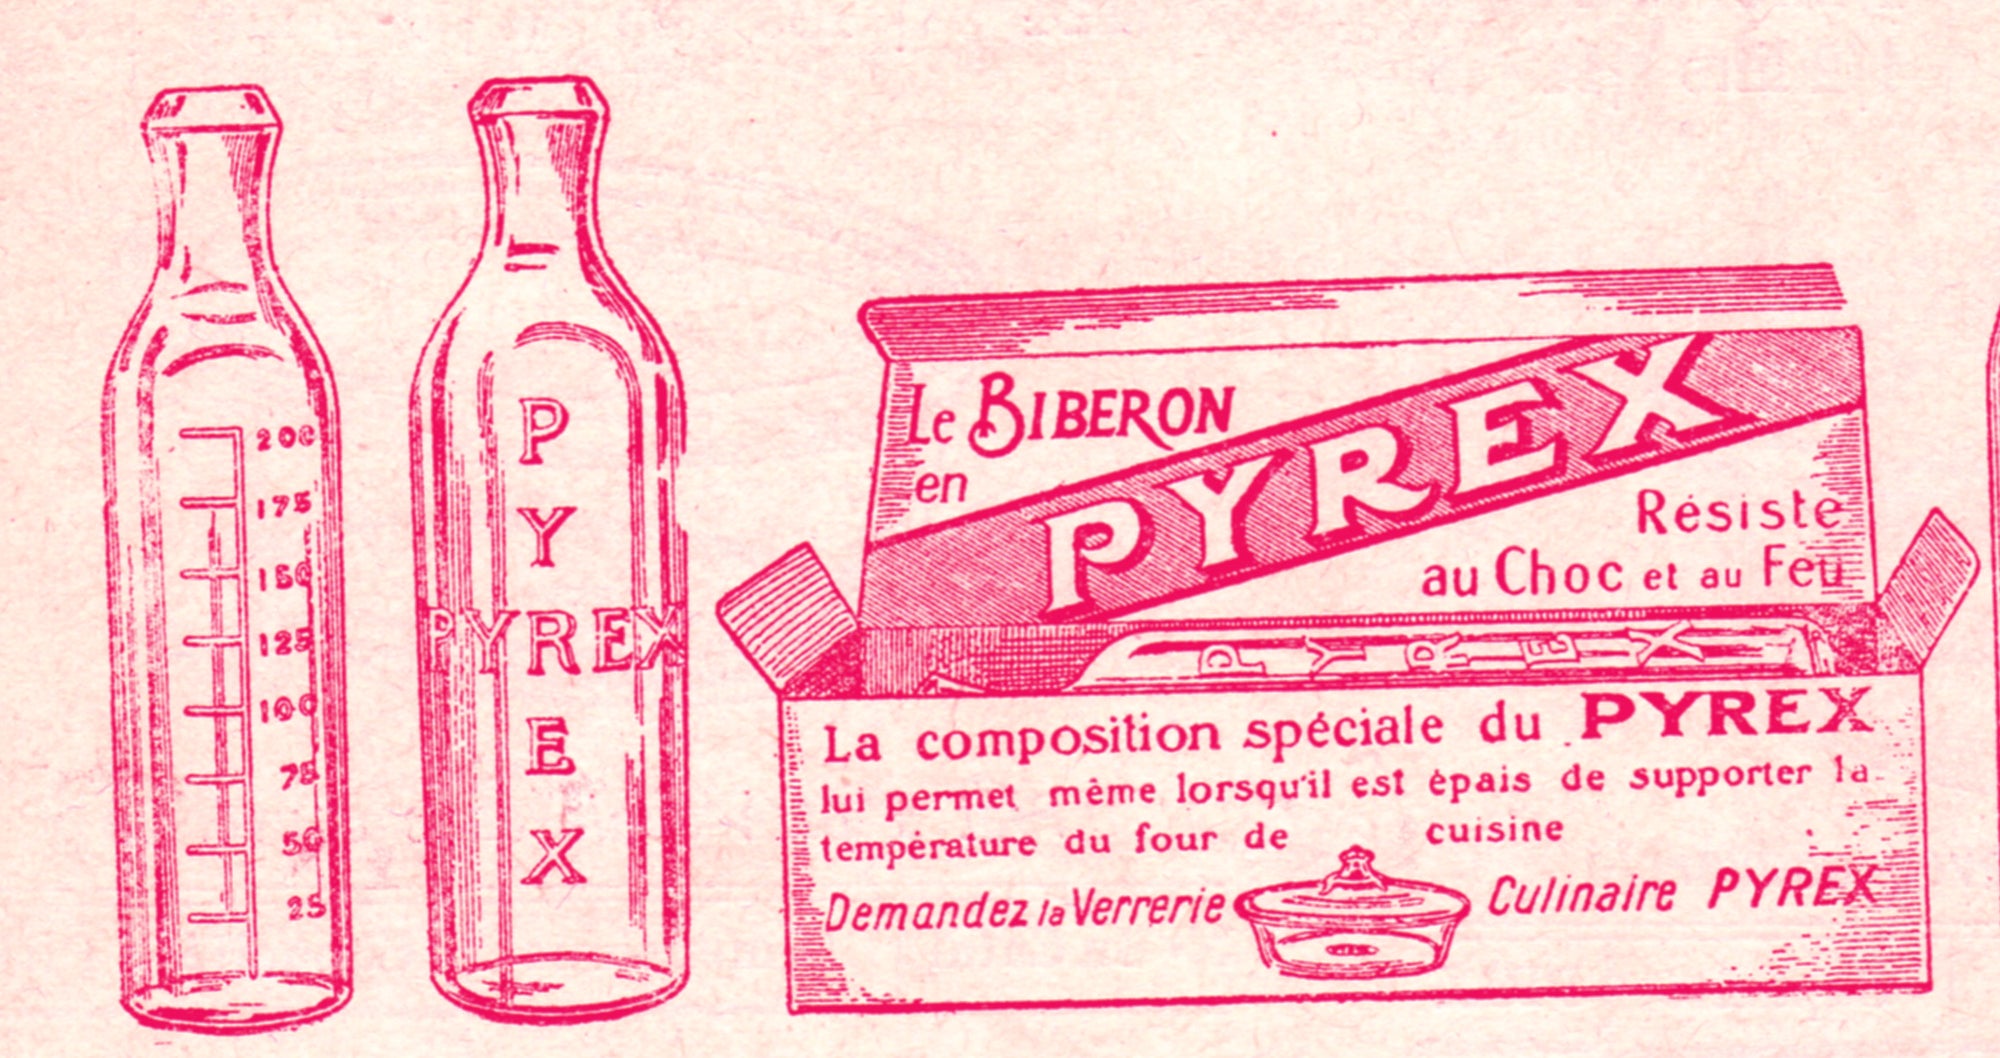 200
175
150
125
100
75
50
25
P
Y
PYREX
E
X
Le BIBERON
en PYREX
Résiste
au Choc et au Feu
PYREX
La composition spéciale du PYREX
lui permet même lorsqu'il est épais de supporter la
température du four de cuisine
Demandez la Verrerie Culinaire PYREX